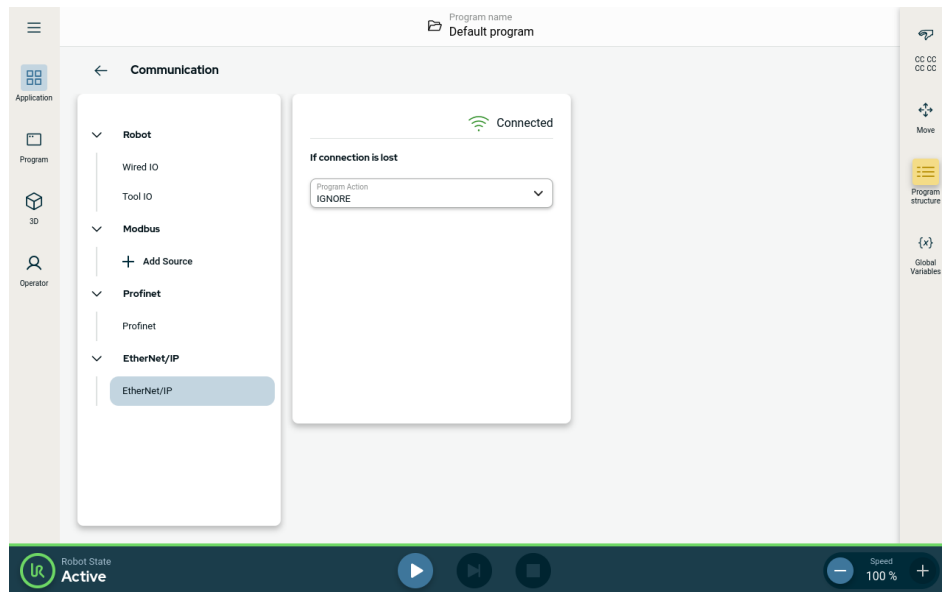 Program name
Default program
Application
Program
3D
Operator
Communication
Robot
Wired IO
Tool IO
Modbus
Add Source
Profinet
Profinet
EtherNet/IP
EtherNet/IP
Connected
If connection is lost
Program Action
IGNORE
CC CC
CC CC
Move
Program
structure
{x}
Global
Variables
UR
Robot State
Active
Speed
100 %